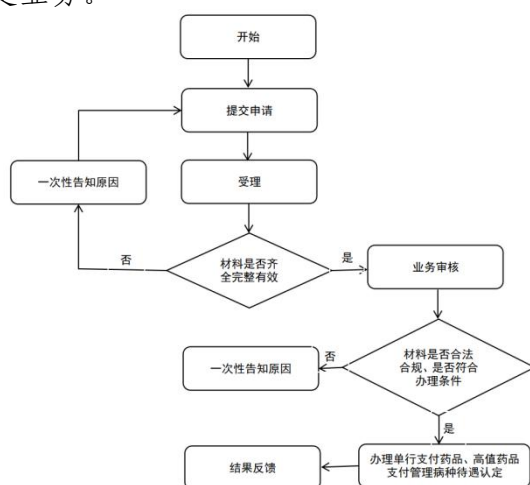 开始
提交申请
一次性告知原因
受理
材料是否齐
全完整有效
否
是
业务审核
材料是否合法
合规、是否符合
办理条件
否
一次性告知原因
是
办理单行支付药品、高值药品
支付管理病种待遇认定
结果反馈